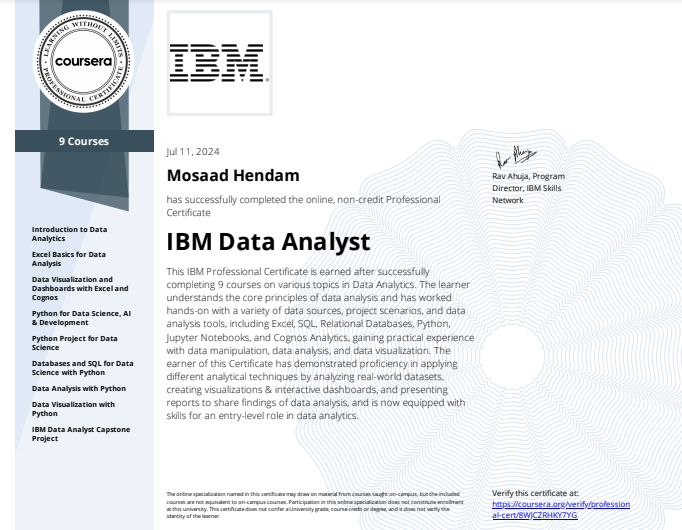 LEARNING WITHOUT LIMITS
coursera
PROFESSIONAL CERTIFICATE
9 Courses
Introduction to Data
Analytics
Excel Basics for Data
Analysis
Data Visualization and
Dashboards with Excel and
Cognos
Python for Data Science, AI
& Development
Python Project for Data
Science
Databases and SQL for Data
Science with Python
Data Analysis with Python
Data Visualization with
Python
IBM Data Analyst Capstone
Project
IBM
Jul 11, 2024
Mosaad Hendam
has successfully completed the online, non-credit Professional
Certificate
IBM Data Analyst
This IBM Professional Certificate is earned after successfully
completing 9 courses on various topics in Data Analytics. The learner
understands the core principles of data analysis and has worked
hands-on with a variety of data sources, project scenarios, and data
analysis tools, including Excel, SQL, Relational Databases, Python,
Jupyter Notebooks, and Cognos Analytics, gaining practical experience
with data manipulation, data analysis, and data visualization. The
earner of this Certificate has demonstrated proficiency in applying
different analytical techniques by analyzing real-world datasets,
creating visualizations & interactive dashboards, and presenting
reports to share findings of data analysis, and is now equipped with
skills for an entry-level role in data analytics.
Rav Ahuja, Program
Director, IBM Skills
Network
The online specialization named in this certificate may draw on material from courses taught on-campus, but the included
courses are not equivalent to on-campus courses. Participation in this online specialization does not constitute enrollment
at this university. This certificate does not confer a University grade, course credit or degree, and it does not verify the
identity of the learner.
Verify this certificate at:
https://coursera.org/verify/profession
al-cert/8WJCZRHKY7YG